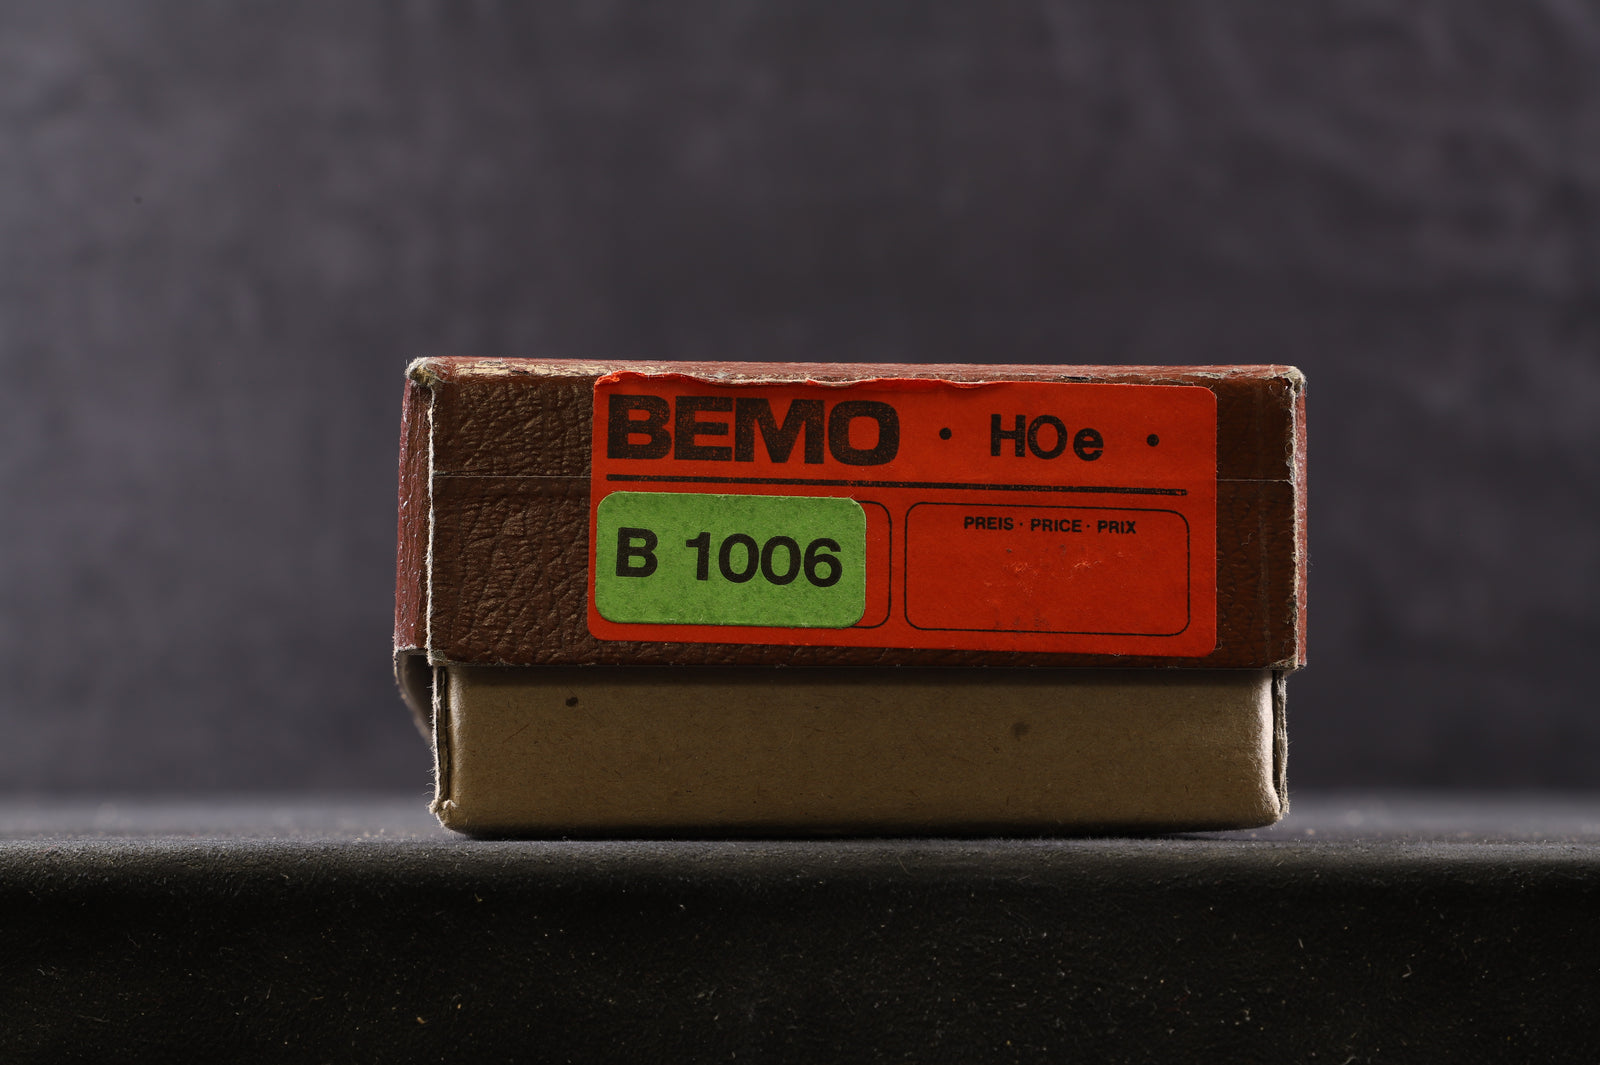 BEMO · HOe ·
B 1006
PREIS · PRICE · PRIX